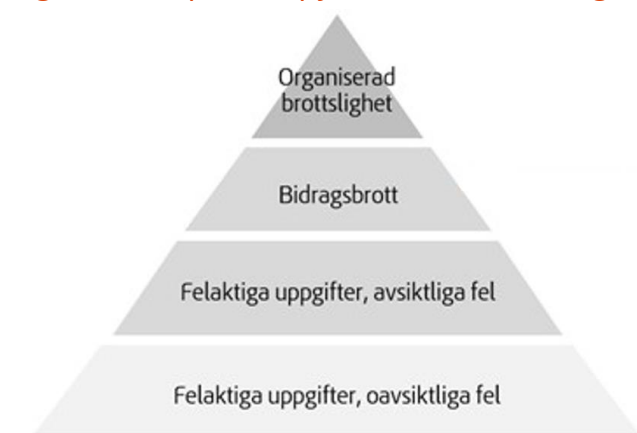 Organiserad
brottslighet
Bidragsbrott
Felaktiga uppgifter, avsiktliga fel
Felaktiga uppgifter, oavsiktliga fel